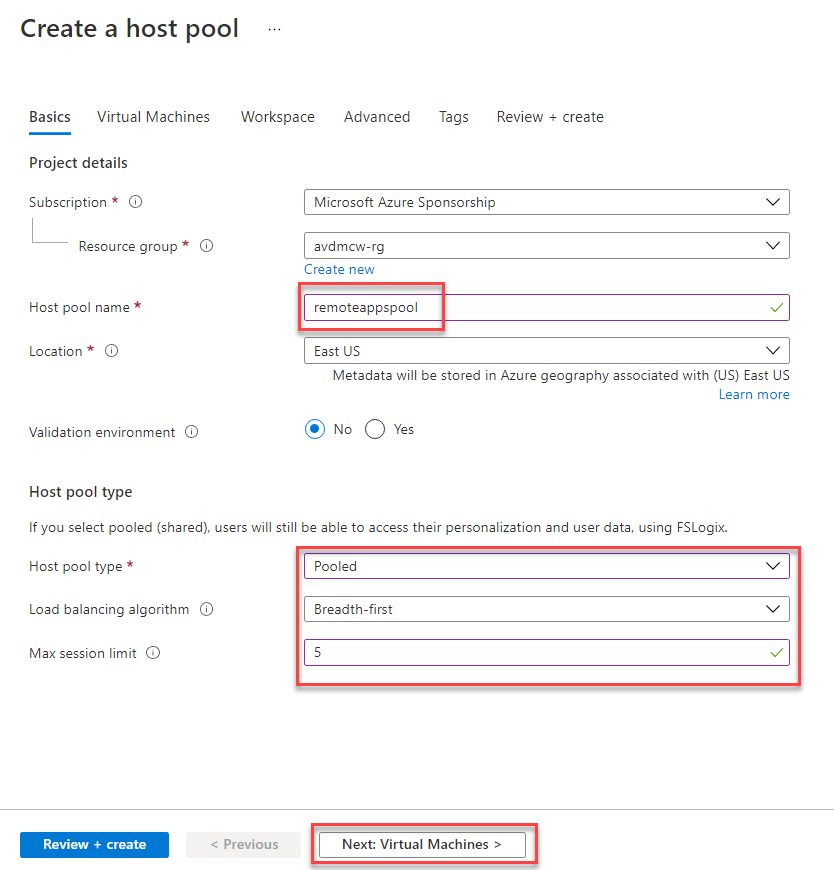 Create a host pool ...
Basics Virtual Machines Workspace Advanced Tags Review + create
Project details
Subscription * Microsoft Azure Sponsorship
Resource group * avdmcw-rg
Create new
Host pool name * remoteappspool
Location * East US
Metadata will be stored in Azure geography associated with (US) East US
Learn more
Validation environment No Yes
Host pool type
If you select pooled (shared), users will still be able to access their personalization and user data, using FSLogix.
Host pool type * Pooled
Load balancing algorithm Breadth-first
Max session limit 5
Review + create < Previous Next: Virtual Machines >